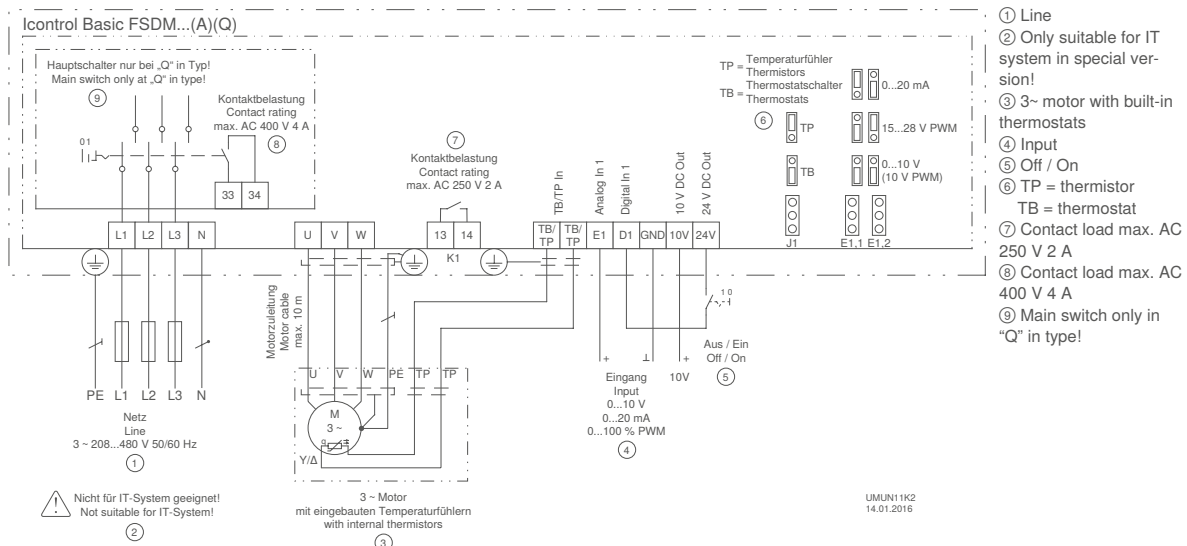 Icontrol Basic FSDM...(A)(Q)
Hauptschalter nur bei „Q“ in Typ!
Main switch only at „Q“ in type!
9
0 1
Kontaktbelastung
Contact rating
max. AC 400 V 4 A
8
33 34
7
Kontaktbelastung
Contact rating
max. AC 250 V 2 A
TP = Temperaturfühler
Thermistors
TB = Thermostatschalter
Thermostats
6
TP
TB
J1
0...20 mA
15...28 V PWM
0...10 V
(10 V PWM)
E1,1 E1,2
TB/TP In
Analog In 1
Digital In 1
10 V DC Out
24 V DC Out
L1 L2 L3 N
U V W
13 14
K1
TB/TP TB/TP E1 D1 GND 10V 24V
Motorzuleitung
Motor cable
max. 10 m
1 0
Aus / Ein
Off / On
5
+ ⊥ +
10V
Eingang
Input
0...10 V
0...20 mA
0...100 % PWM
4
PE L1 L2 L3 N
Netz
Line
3 ~ 208...480 V 50/60 Hz
1
U V W PE TP TP
M
3 ~
Y/Δ
Nicht für IT-System geeignet!
Not suitable for IT-System!
2
3 ~ Motor
mit eingebauten Temperaturfühlern
with internal thermistors
3
UMUN11K2
14.01.2016
① Line
② Only suitable for IT
system in special ver-
sion!
③ 3~ motor with built-in
thermostats
④ Input
⑤ Off / On
⑥ TP = thermistor
TB = thermostat
⑦ Contact load max. AC
250 V 2 A
⑧ Contact load max. AC
400 V 4 A
⑨ Main switch only in
“Q” in type!